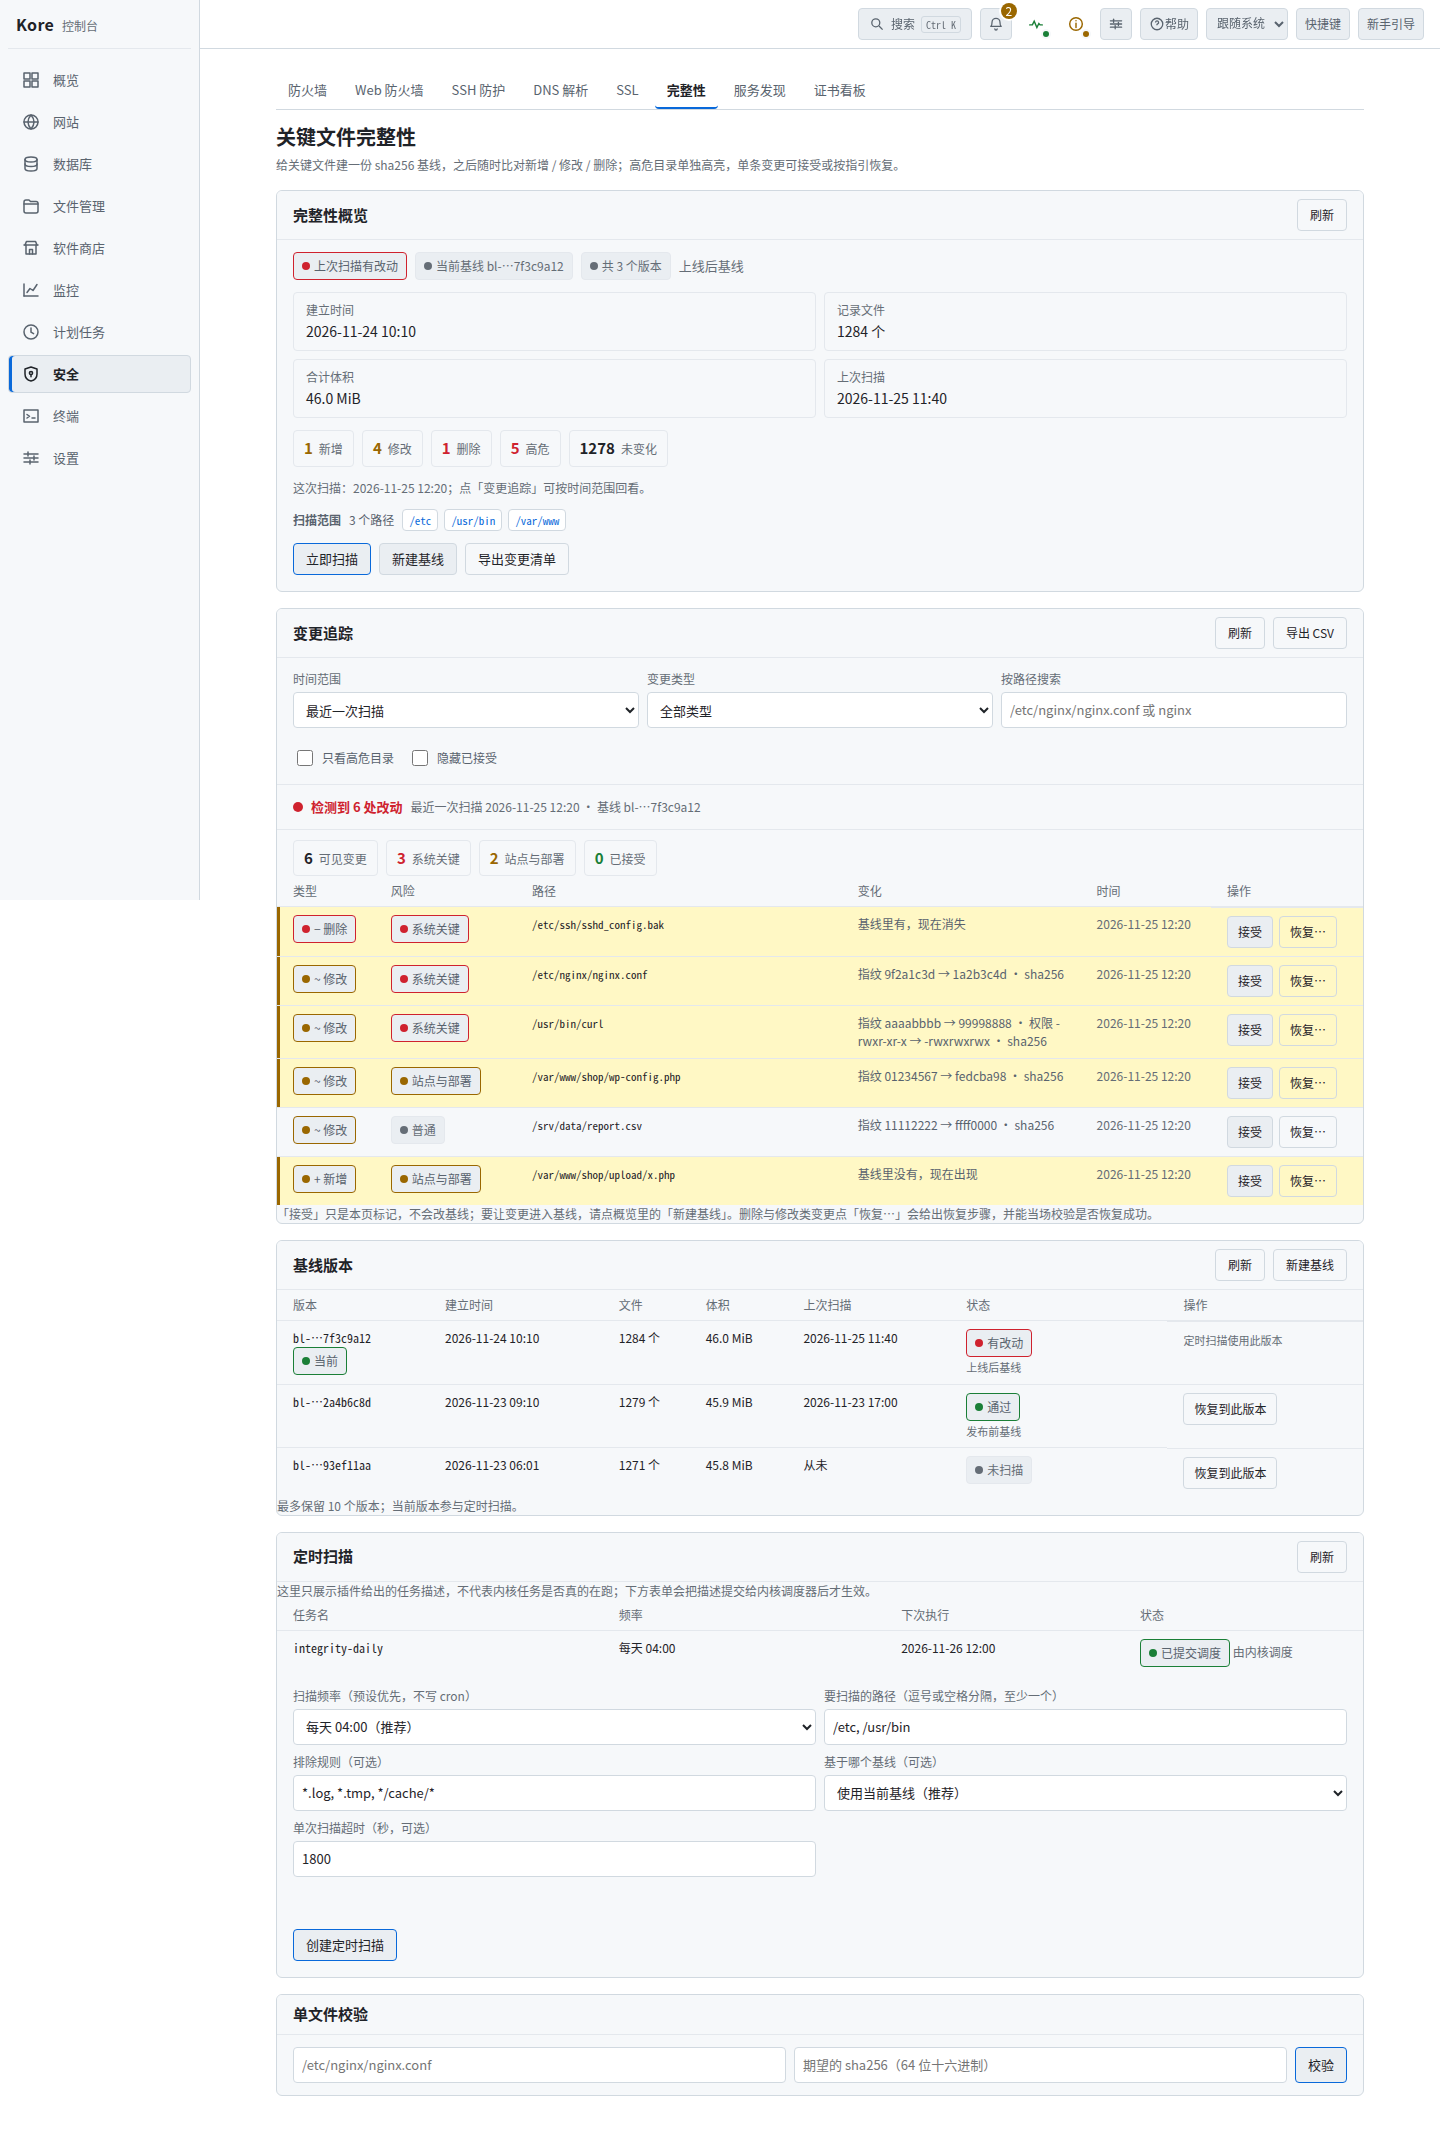 Kore 控制台
搜索 Ctrl K
2
帮助
跟随系统
快捷键
新手引导
概览
网站
数据库
文件管理
软件商店
监控
计划任务
安全
终端
设置
防火墙 Web 防火墙 SSH 防护 DNS 解析 SSL 完整性 服务发现 证书看板
关键文件完整性
给关键文件建一份 sha256 基线，之后随时比对新增 / 修改 / 删除；高危目录单独高亮，单条变更可接受或按指引恢复。
完整性概览 刷新
上次扫描有改动 当前基线 bl-…7f3c9a12 共 3 个版本 上线后基线
建立时间
2026-11-24 10:10
记录文件
1284 个
合计体积
46.0 MiB
上次扫描
2026-11-25 11:40
1 新增 4 修改 1 删除 5 高危 1278 未变化
这次扫描：2026-11-25 12:20；点「变更追踪」可按时间范围回看。
扫描范围 3 个路径 /etc /usr/bin /var/www
立即扫描 新建基线 导出变更清单
变更追踪 刷新 导出 CSV
时间范围 变更类型 按路径搜索
最近一次扫描 全部类型 /etc/nginx/nginx.conf 或 nginx
只看高危目录 隐藏已接受
检测到 6 处改动 最近一次扫描 2026-11-25 12:20 · 基线 bl-…7f3c9a12
6 可见变更 3 系统关键 2 站点与部署 0 已接受
类型 风险 路径 变化 时间 操作
− 删除 系统关键 /etc/ssh/sshd_config.bak 基线里有，现在消失 2026-11-25 12:20 接受 恢复…
~ 修改 系统关键 /etc/nginx/nginx.conf 指纹 9f2a1c3d → 1a2b3c4d · sha256 2026-11-25 12:20 接受 恢复…
~ 修改 系统关键 /usr/bin/curl 指纹 aaaabbbb → 99998888 · 权限 - 2026-11-25 12:20 接受 恢复…
rwxr-xr-x → -rwxrwxrwx · sha256
~ 修改 站点与部署 /var/www/shop/wp-config.php 指纹 01234567 → fedcba98 · sha256 2026-11-25 12:20 接受 恢复…
~ 修改 普通 /srv/data/report.csv 指纹 11112222 → ffff0000 · sha256 2026-11-25 12:20 接受 恢复…
+ 新增 站点与部署 /var/www/shop/upload/x.php 基线里没有，现在出现 2026-11-25 12:20 接受 恢复…
「接受」只是本页标记，不会改基线；要让变更进入基线，请点概览里的「新建基线」。删除与修改类变更点「恢复…」会给出恢复步骤，并能当场校验是否恢复成功。
基线版本 刷新 新建基线
版本 建立时间 文件 体积 上次扫描 状态 操作
bl-…7f3c9a12 2026-11-24 10:10 1284 个 46.0 MiB 2026-11-25 11:40 有改动 定时扫描使用此版本
当前 上线后基线
bl-…2a4b6c8d 2026-11-23 09:10 1279 个 45.9 MiB 2026-11-23 17:00 通过 恢复到此版本
发布前基线
bl-…93ef11aa 2026-11-23 06:01 1271 个 45.8 MiB 从未 未扫描 恢复到此版本
最多保留 10 个版本；当前版本参与定时扫描。
定时扫描 刷新
这里只展示插件给出的任务描述，不代表内核任务是否真的在跑；下方表单会把描述提交给内核调度器后才生效。
任务名 频率 下次执行 状态
integrity-daily 每天 04:00 2026-11-26 12:00 已提交调度 由内核调度
扫描频率（预设优先，不写 cron） 要扫描的路径（逗号或空格分隔，至少一个）
每天 04:00（推荐） /etc, /usr/bin
排除规则（可选） 基于哪个基线（可选）
*.log, *.tmp, */cache/* 使用当前基线（推荐）
单次扫描超时（秒，可选）
1800
创建定时扫描
单文件校验
/etc/nginx/nginx.conf 期望的 sha256（64 位十六进制） 校验